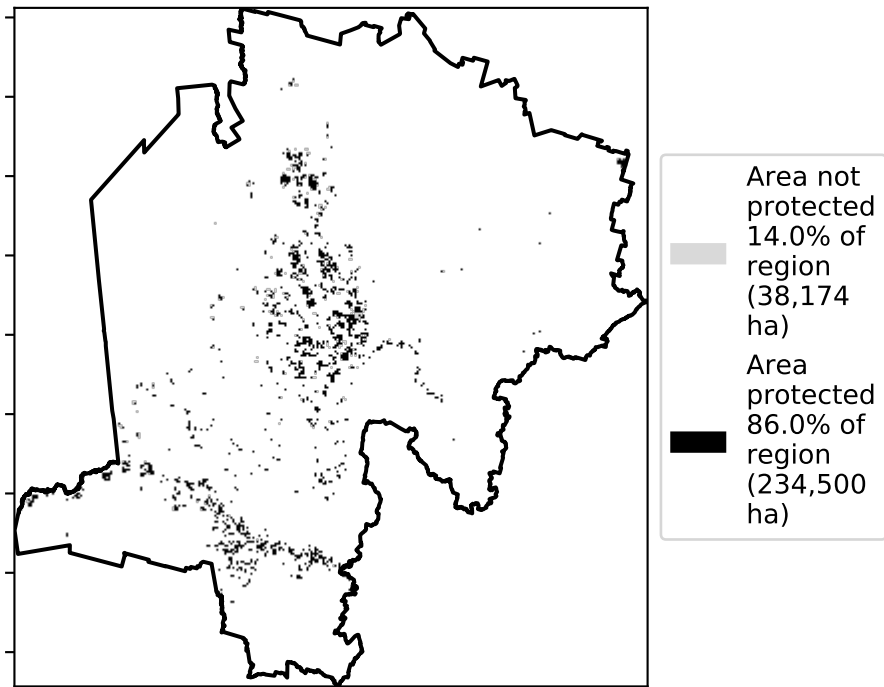 Area not
protected
14.0% of
region
(38,174
ha)
Area
protected
86.0% of
region
(234,500
ha)